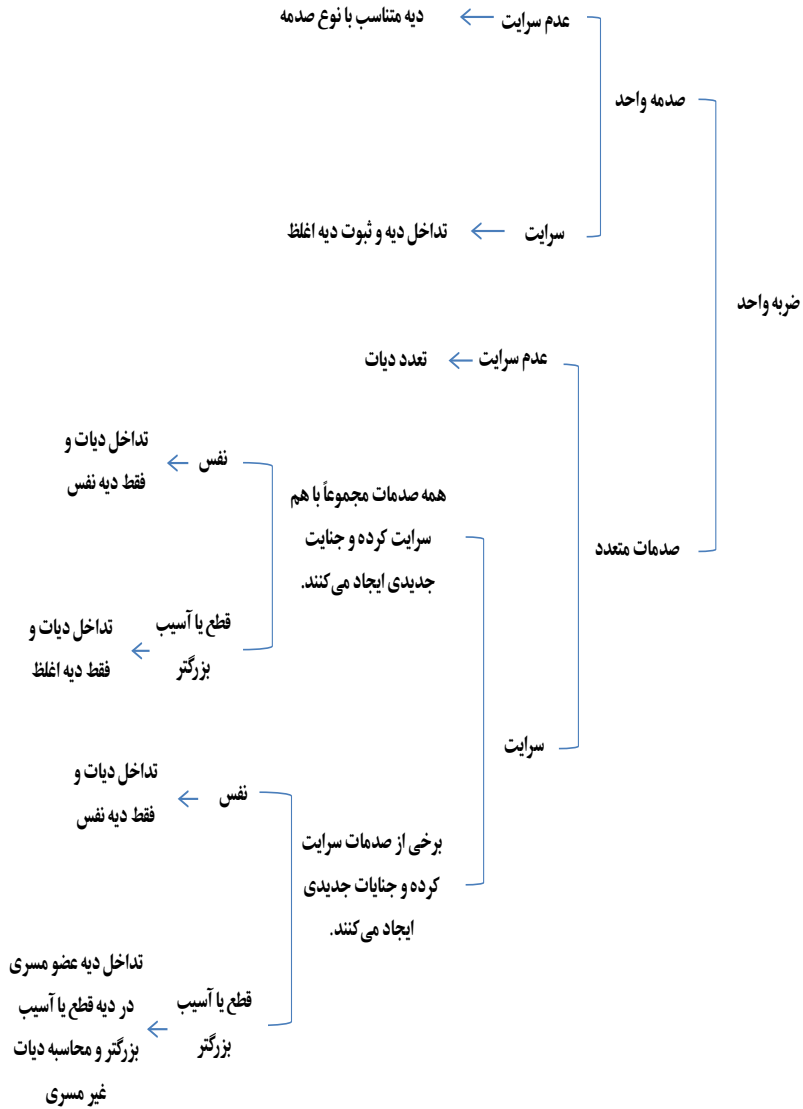 ضربه واحد
صدمه واحد
عدم سرایت
دیه متناسب با نوع صدمه
سرایت
تداخل دیه و ثبوت دیه اغلظ
صدمات متعدد
عدم سرایت
تعدد دیات
سرایت
همه صدمات مجموعاً با هم
سرایت کرده و جنایت
جدیدی ایجاد می‌کنند.
نفس
تداخل دیات و
فقط دیه نفس
قطع یا آسیب
بزرگتر
تداخل دیات و
فقط دیه اغلظ
برخی از صدمات سرایت
کرده و جنایات جدیدی
ایجاد می‌کنند.
نفس
تداخل دیات و
فقط دیه نفس
قطع یا آسیب
بزرگتر
تداخل دیه عضو مسری
در دیه قطع یا آسیب
بزرگتر و محاسبه دیات
غیر مسری